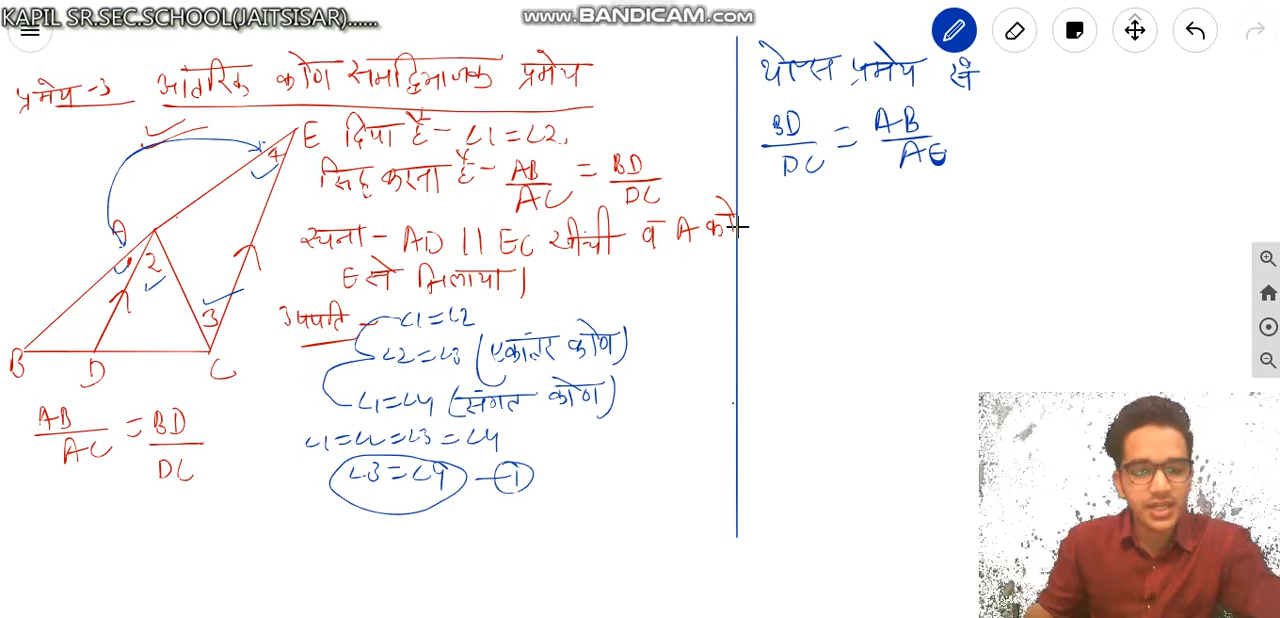 KAPIL SR.SEC.SCHOOL(JAITSISAR)......
www.BANDICAM.com
प्रमेय-3 आंतरिक कोण समद्विभाजक प्रमेय
E दिया है - ∠1=∠2,
सिद्ध करना है - AB/AC = BD/DC
रचना - AD || EC खींची व A को
E से मिलाया।
उपपति - ∠1=∠2
∠2=∠3 (एकांतर कोण)
∠1=∠4 (संगत कोण)
∠1=∠=∠3=∠4
∠3=∠4 -①
A
4
2
3
B D C
AB/AC = BD/DC
थेल्स प्रमेय से
BD/DC = AB/AE